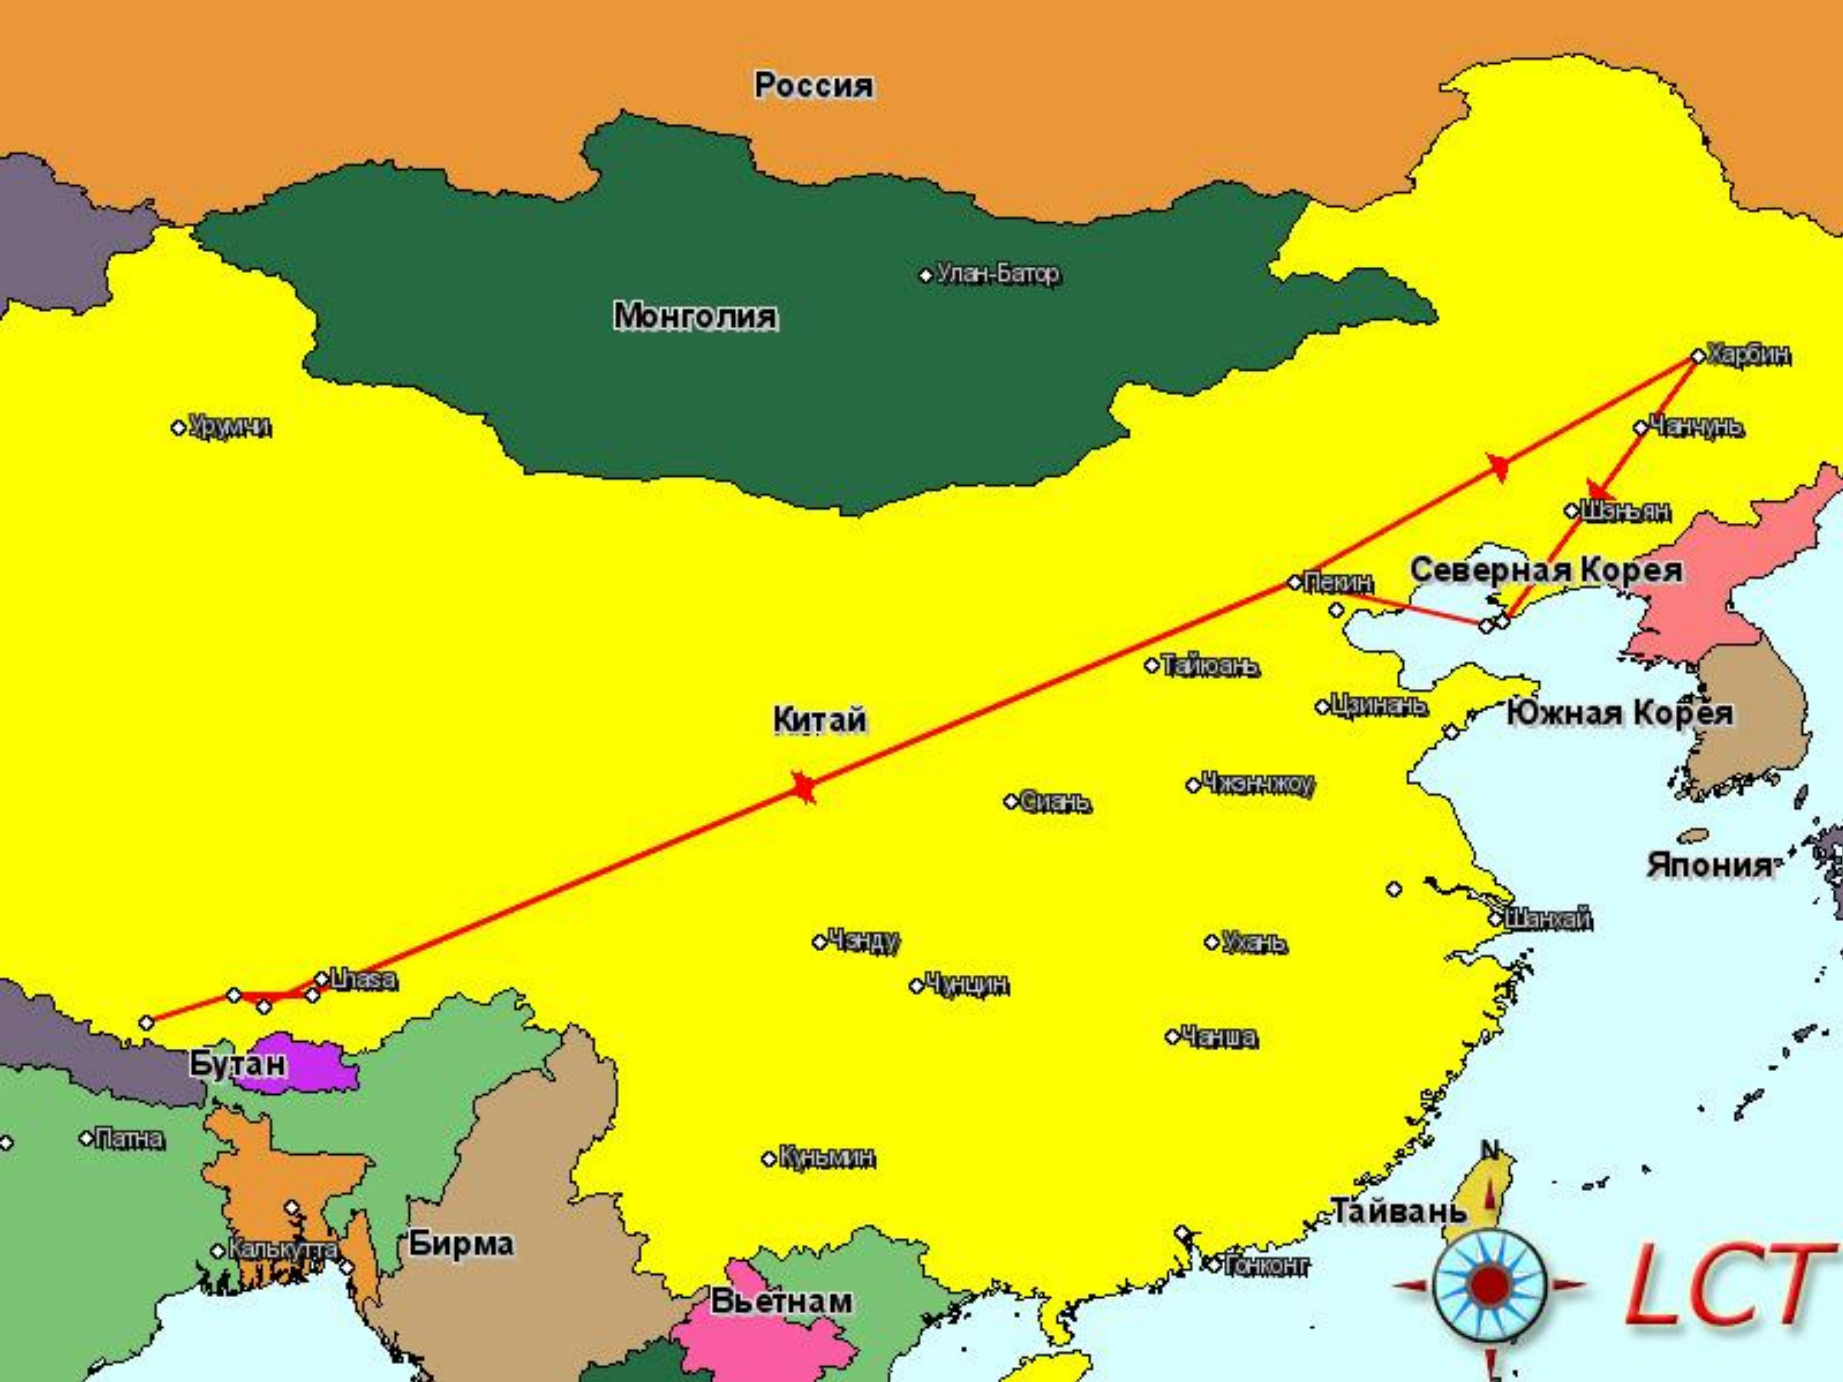 Россия
Улан-Батор
Монголия
Харбин
Урумчи
Чанчунь
Шэньян
Северная Корея
Пекин
Тайюань
Цзинань
Южная Корея
Китай
Чжэнчжоу
Сиань
Япония
Шанхай
Чэнду
Ухань
Lhasa
Чунцин
Чанша
Бутан
Патна
Куньмин
N
Тайвань
Калькутта
Бирма
Гонконг
LCT
Вьетнам